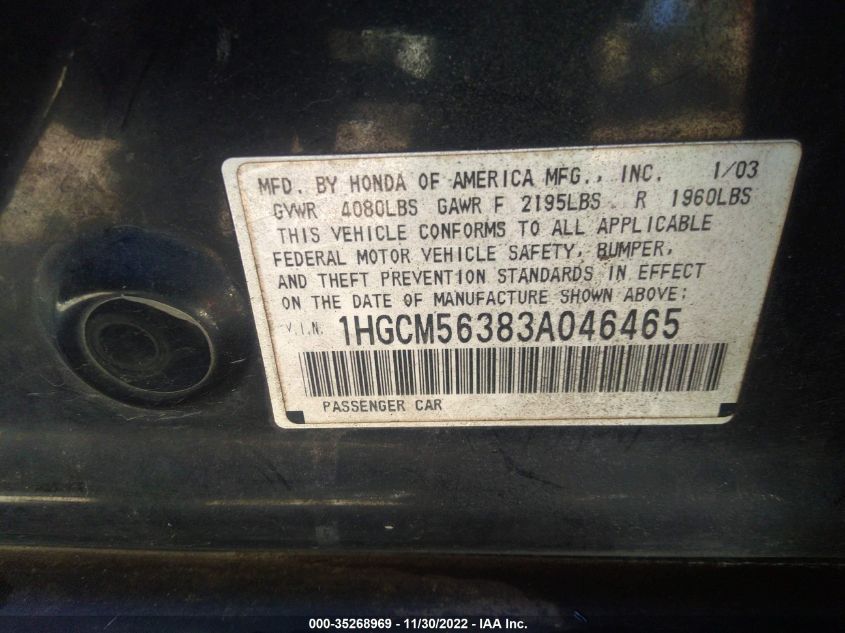 MFD. BY HONDA OF AMERICA MFG., INC. 1/03
GVWR 4080LBS GAWR F 2195LBS R 1960LBS
THIS VEHICLE CONFORMS TO ALL APPLICABLE
FEDERAL MOTOR VEHICLE SAFETY, BUMPER,
AND THEFT PREVENTION STANDARDS IN EFFECT
ON THE DATE OF MANUFACTURE SHOWN ABOVE:
V.I.N. 1HGCM56383A046465
PASSENGER CAR
000-35268969 - 11/30/2022 - IAA Inc.